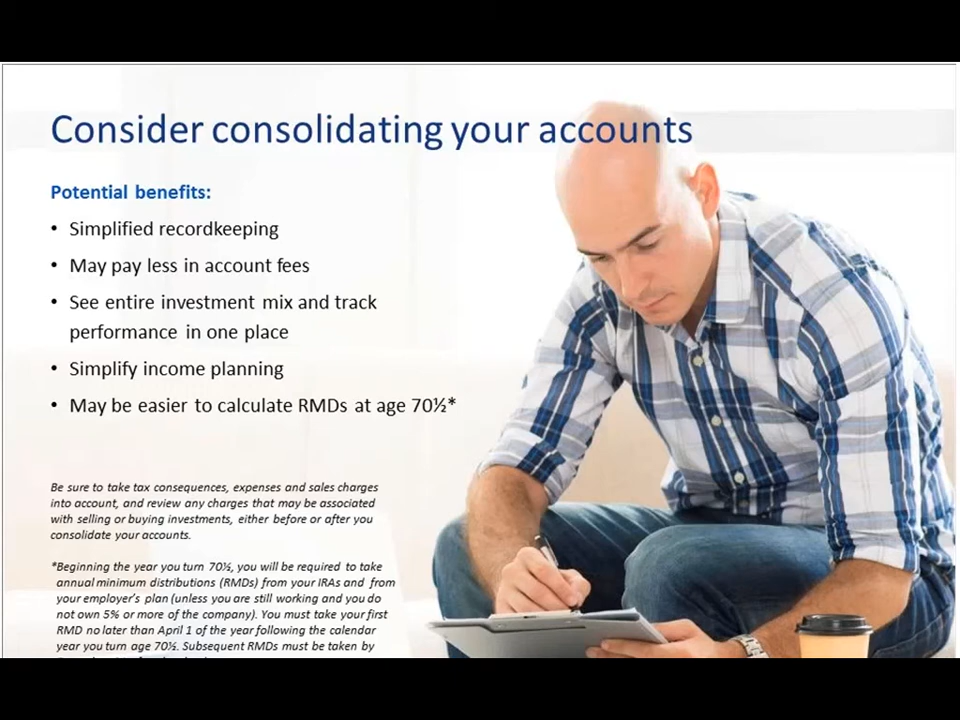 Consider consolidating your accounts
Potential benefits:
• Simplified recordkeeping
• May pay less in account fees
• See entire investment mix and track
performance in one place
• Simplify income planning
• May be easier to calculate RMDs at age 70½*
Be sure to take tax consequences, expenses and sales charges
into account, and review any charges that may be associated
with selling or buying investments, either before or after you
consolidate your accounts.
*Beginning the year you turn 70½, you will be required to take
annual minimum distributions (RMDs) from your IRAs and from
your employer's plan (unless you are still working and you do
not own 5% or more of the company). You must take your first
RMD no later than April 1 of the year following the calendar
year you turn age 70½. Subsequent RMDs must be taken by